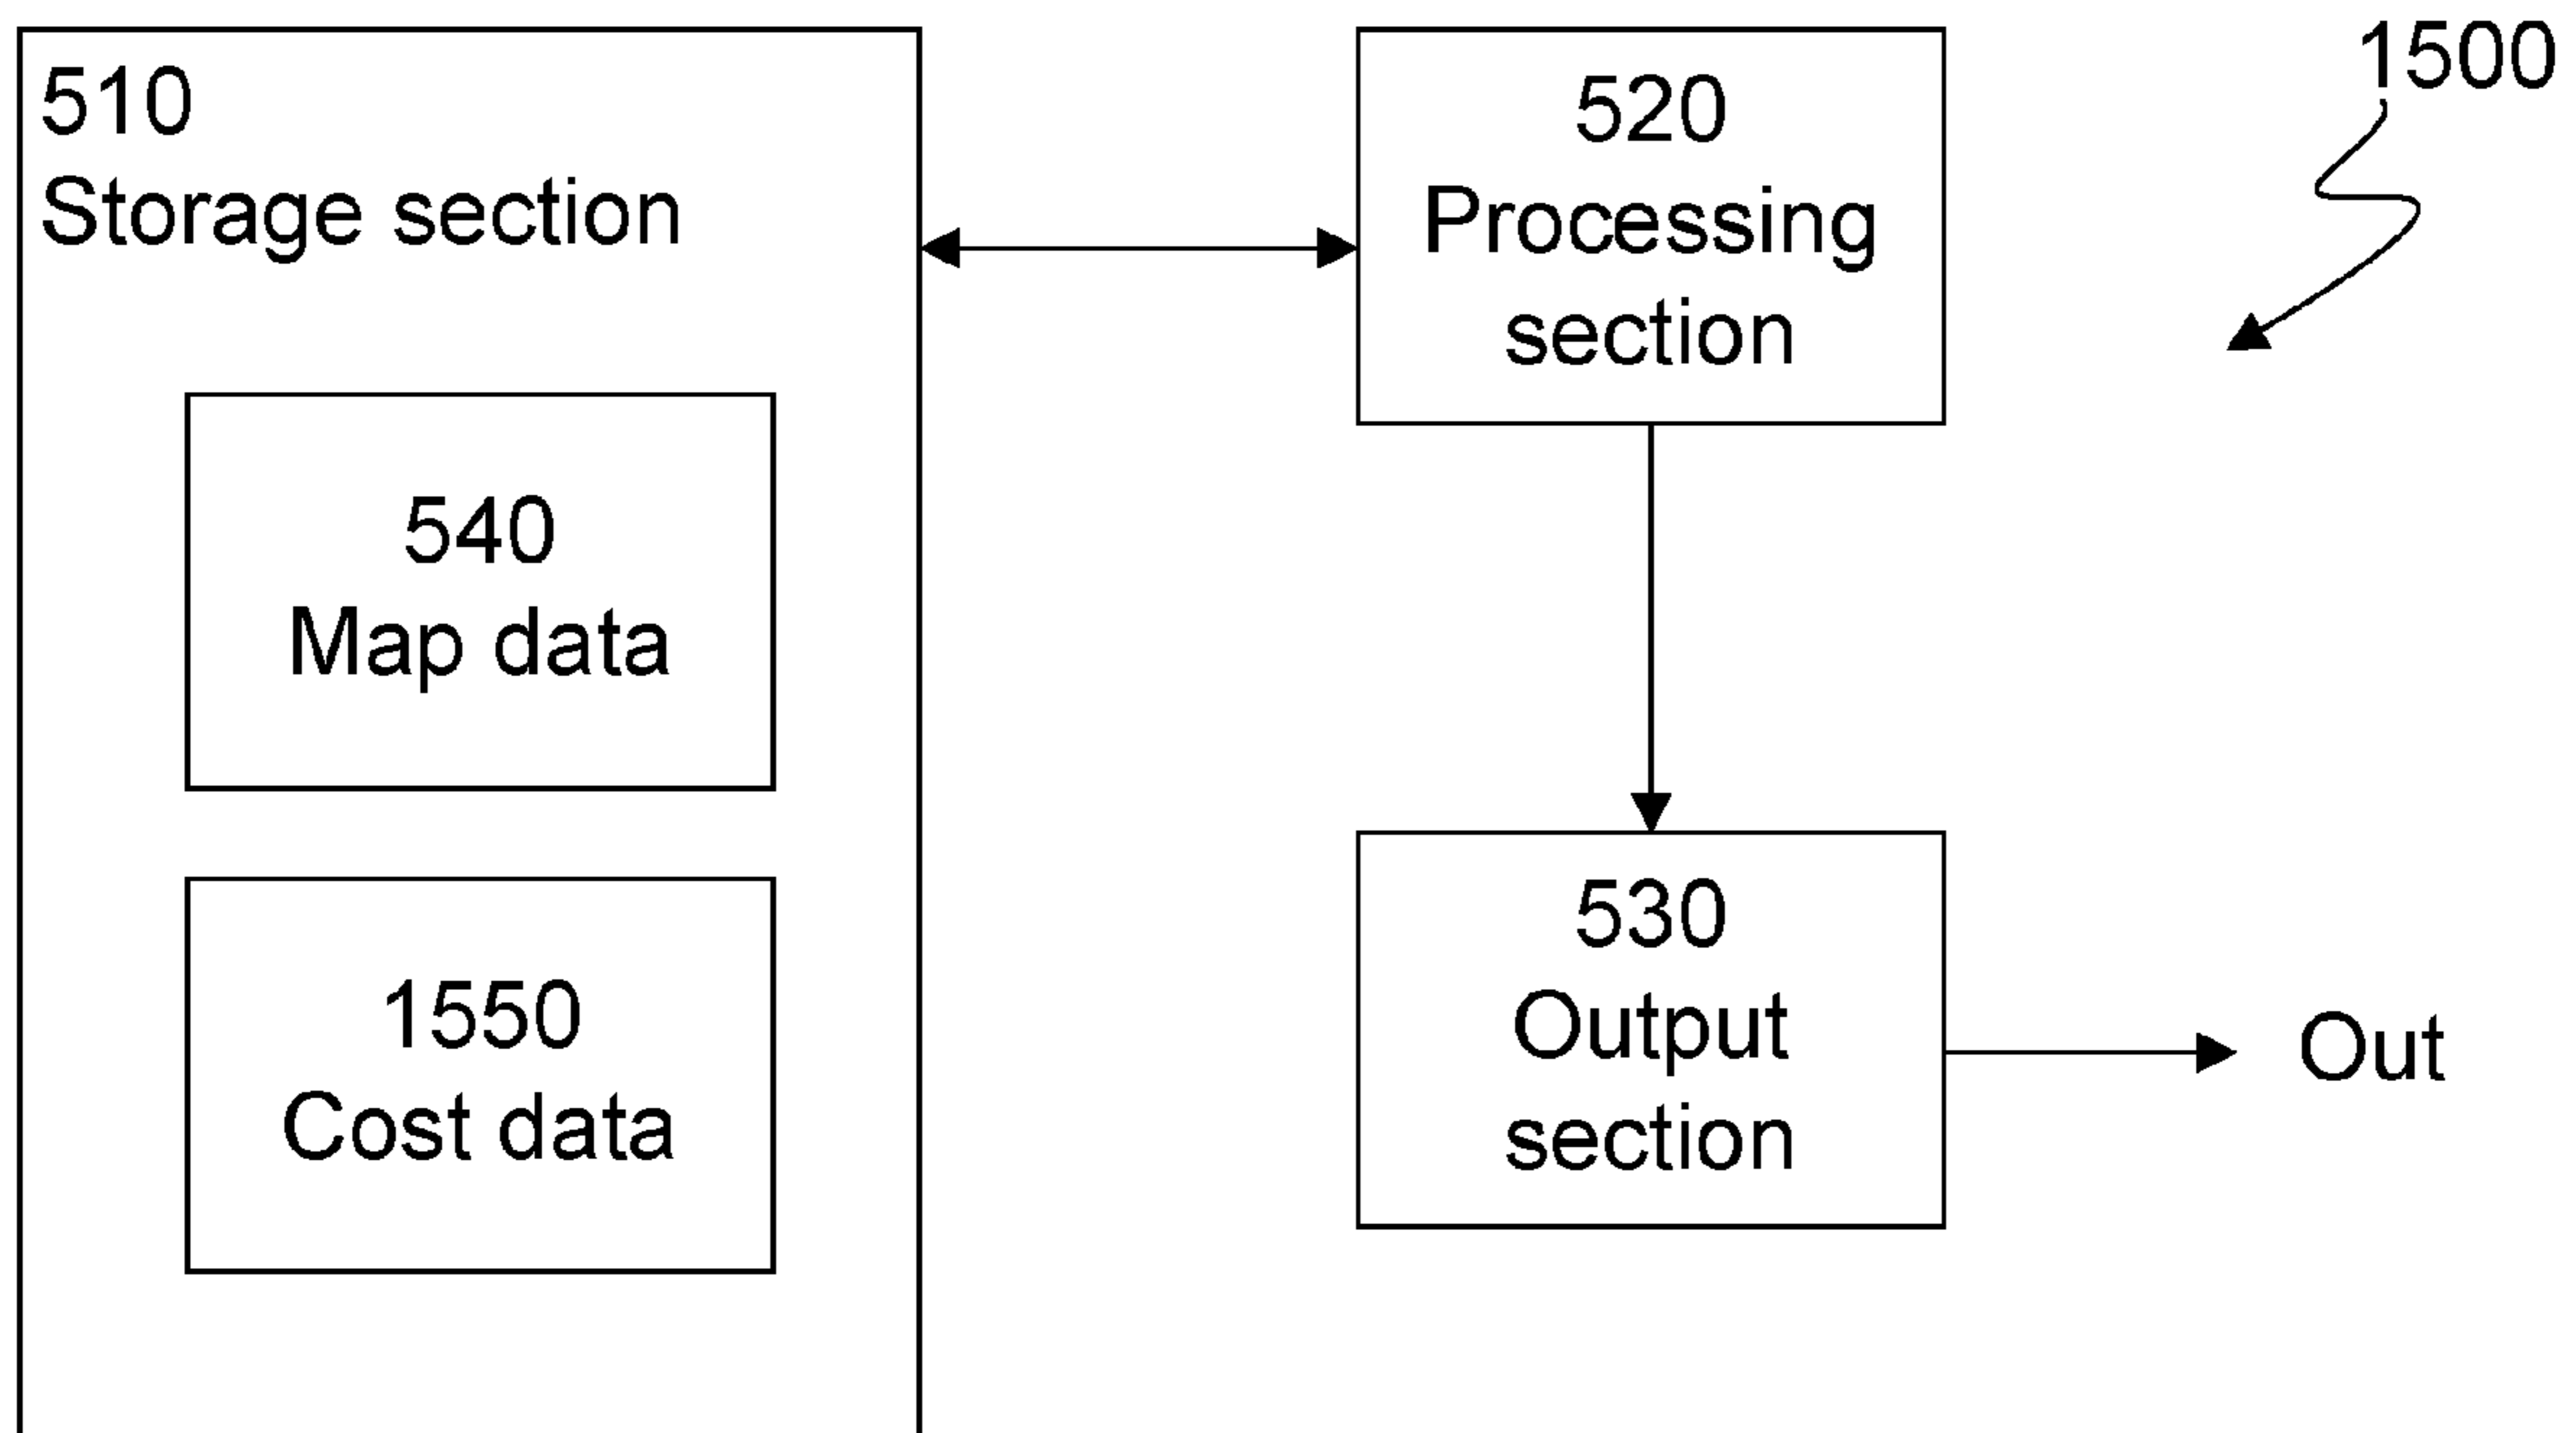 510
Storage section
540
Map data
1550
Cost data
520
Processing
section
530
Output
section
Out
1500